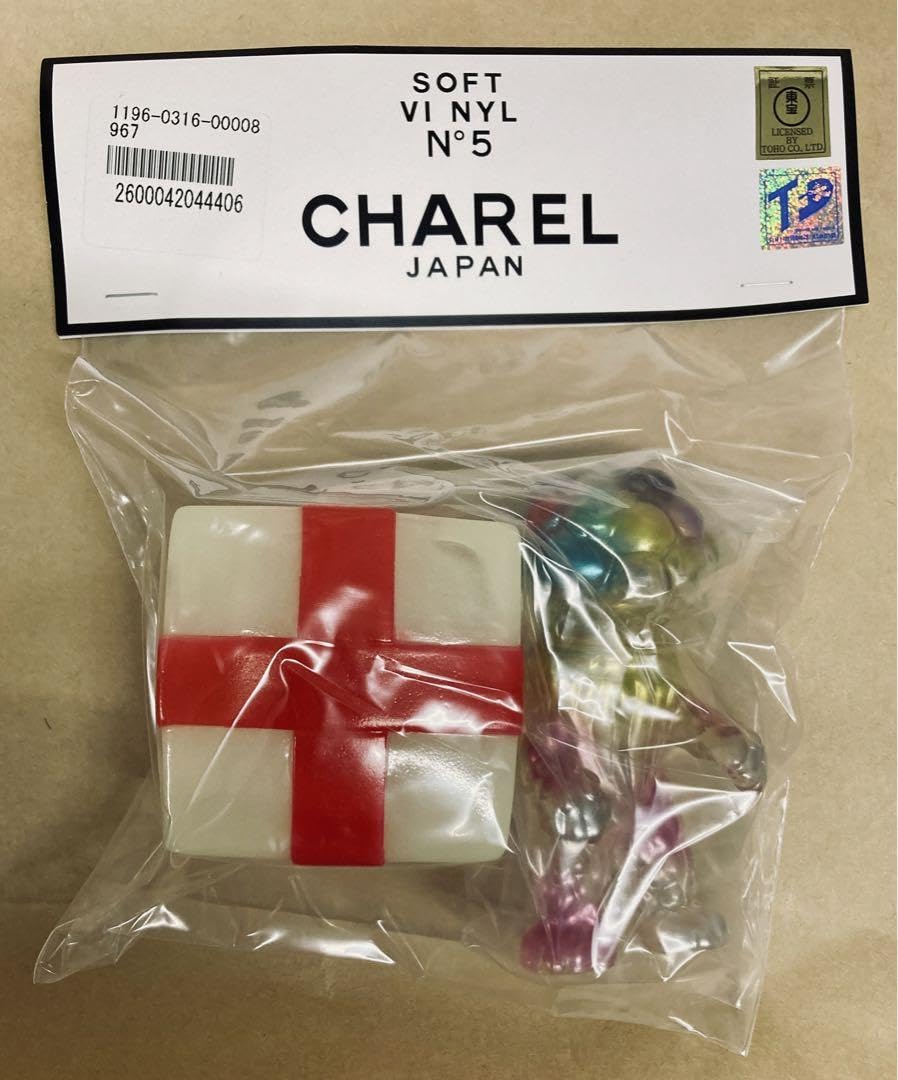 1196-0316-00008
967
2600042044406
SOFT
VI NYL
N°5
CHAREL
JAPAN
証 票
東宝
LICENSED
BY
TOHO CO., LTD.